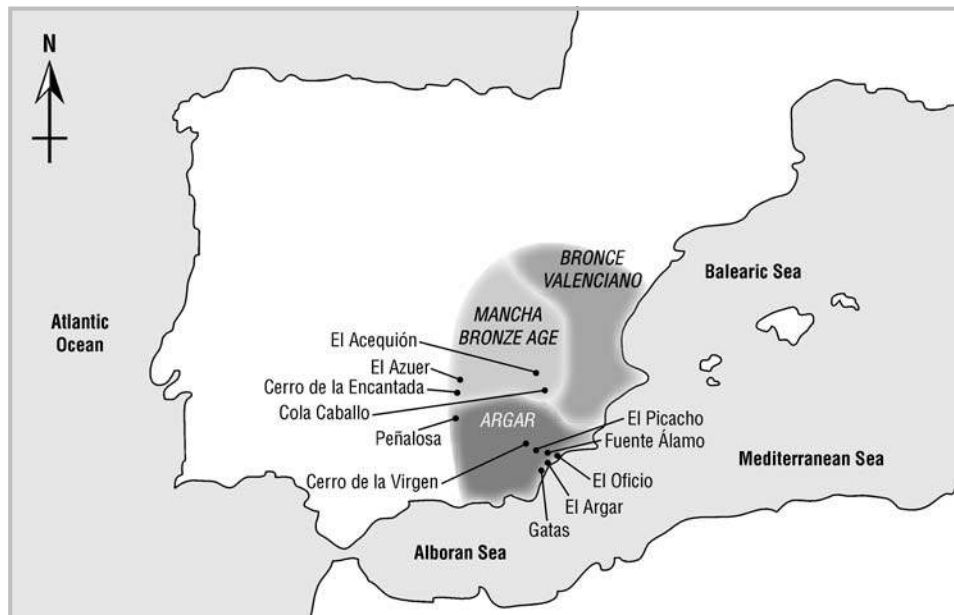 N
BRONCE
VALENCIANO
Balearic Sea
MANCHA
BRONZE AGE
Atlantic
Ocean
El Acequión
El Azuer
Cerro de la Encantada
Cola Caballo
ARGAR
Peñalosa
El Picacho
Fuente Álamo
Mediterranean Sea
Cerro de la Virgen
El Oficio
El Argar
Gatas
Alboran Sea